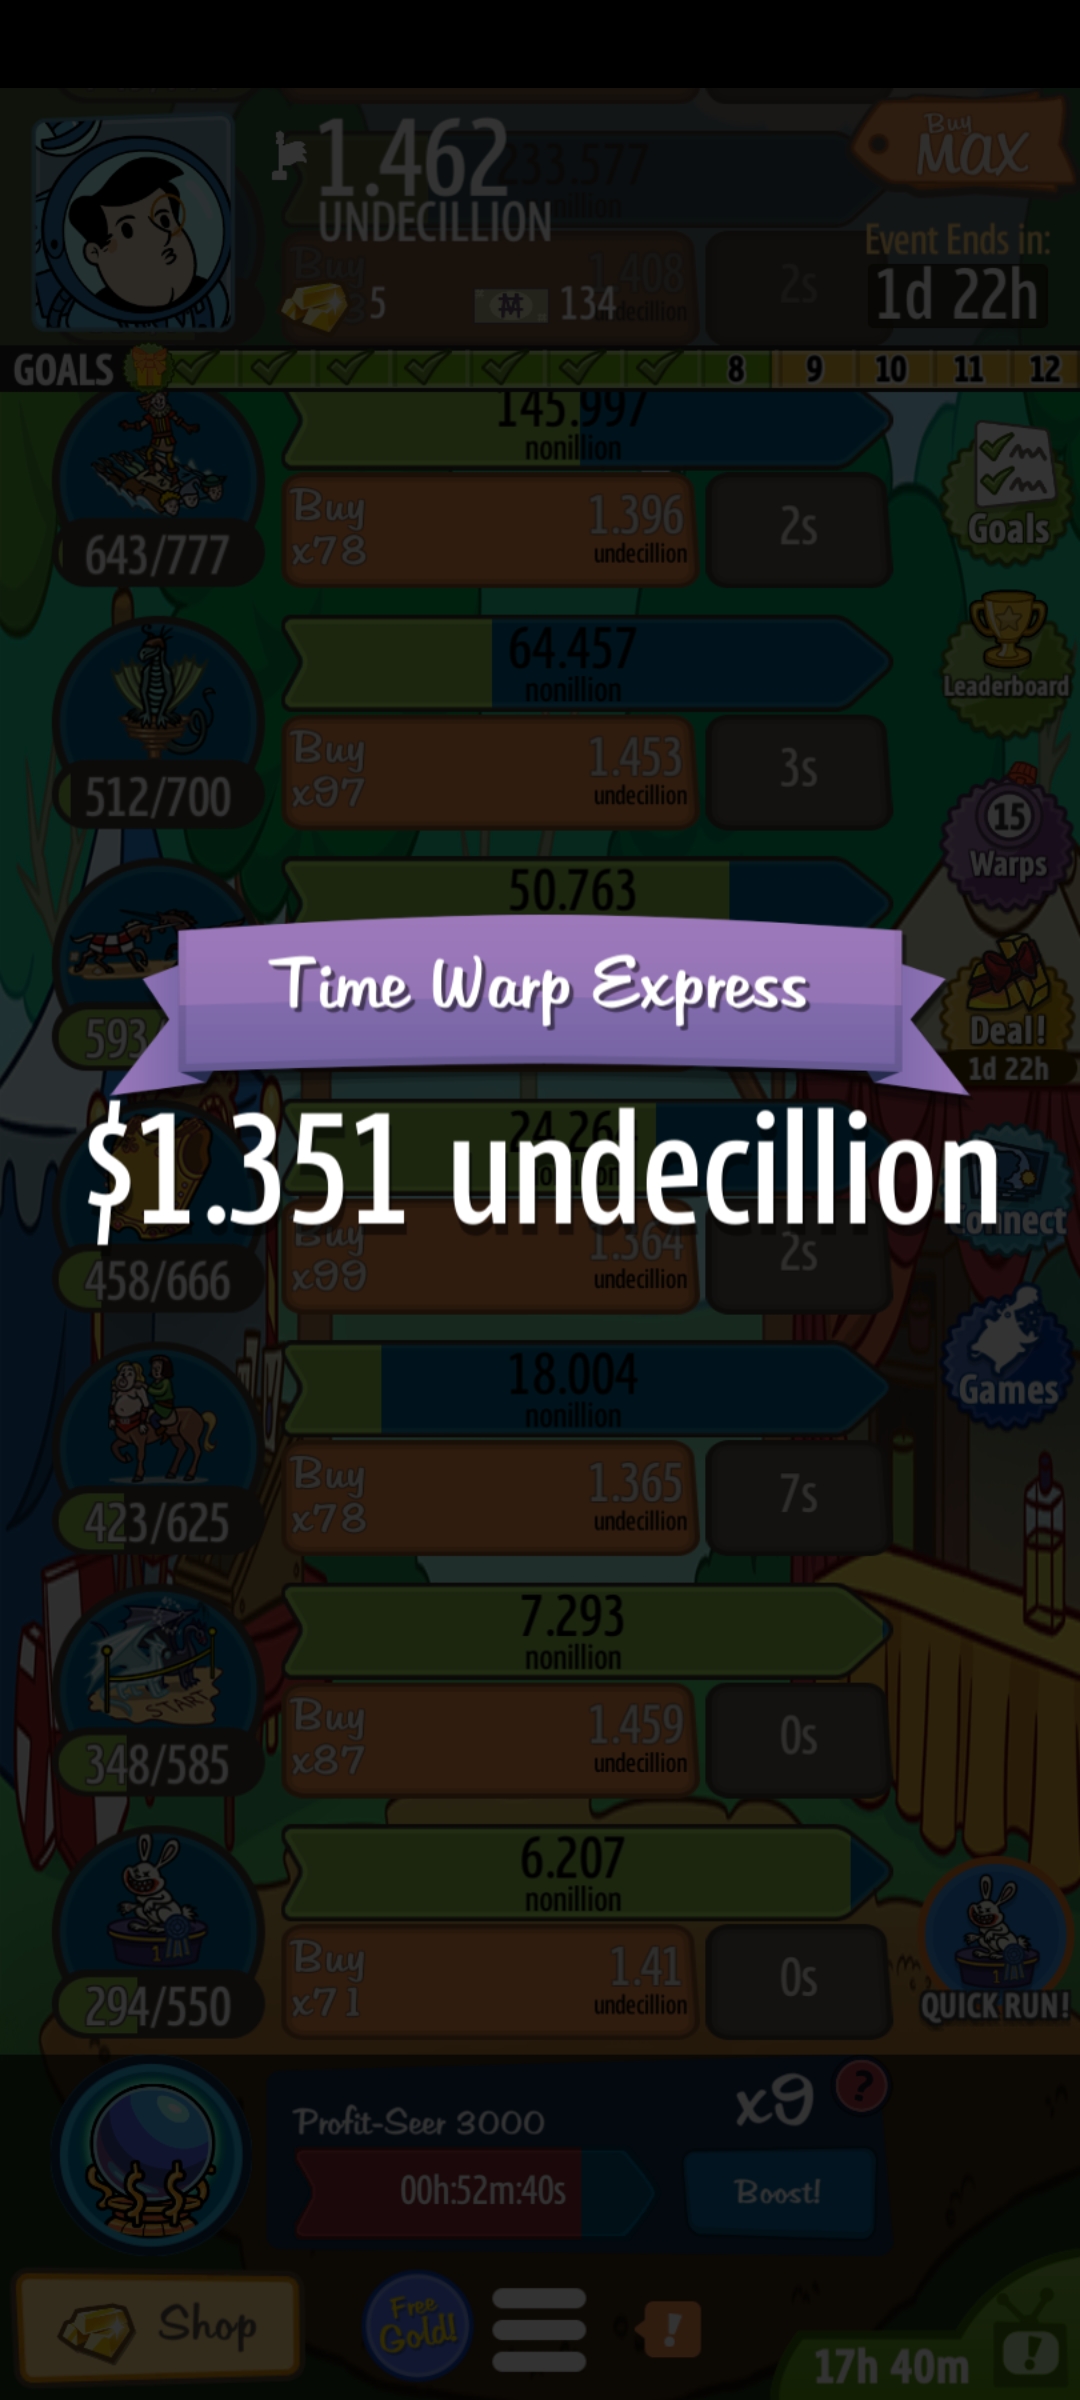 1.462
UNDECILLION
233.577
Buy
MAX
Event Ends in:
1d 22h
Buy
1.408
2s
5
134
GOALS
8
9
10
11
12
145.997
nonillion
Buy
x78
1.396
undecillion
2s
643/777
Goals
64.457
nonillion
Buy
x97
1.453
undecillion
3s
512/700
Leaderboard
15
Warps
50.763
593
Time Warp Express
Deal!
1d 22h
$1.351 undecillion
Buy
x99
1.364
undecillion
2s
458/666
Connect
18.004
nonillion
Buy
x78
1.365
undecillion
7s
423/625
Games
7.293
nonillion
Buy
x87
1.459
undecillion
0s
348/585
START
6.207
nonillion
Buy
x71
1.41
undecillion
0s
294/550
1
1
QUICK RUN!
Profit-Seer 3000
x9
?
00h:52m:40s
Boost!
Shop
Free
Gold!
!
17h 40m
!